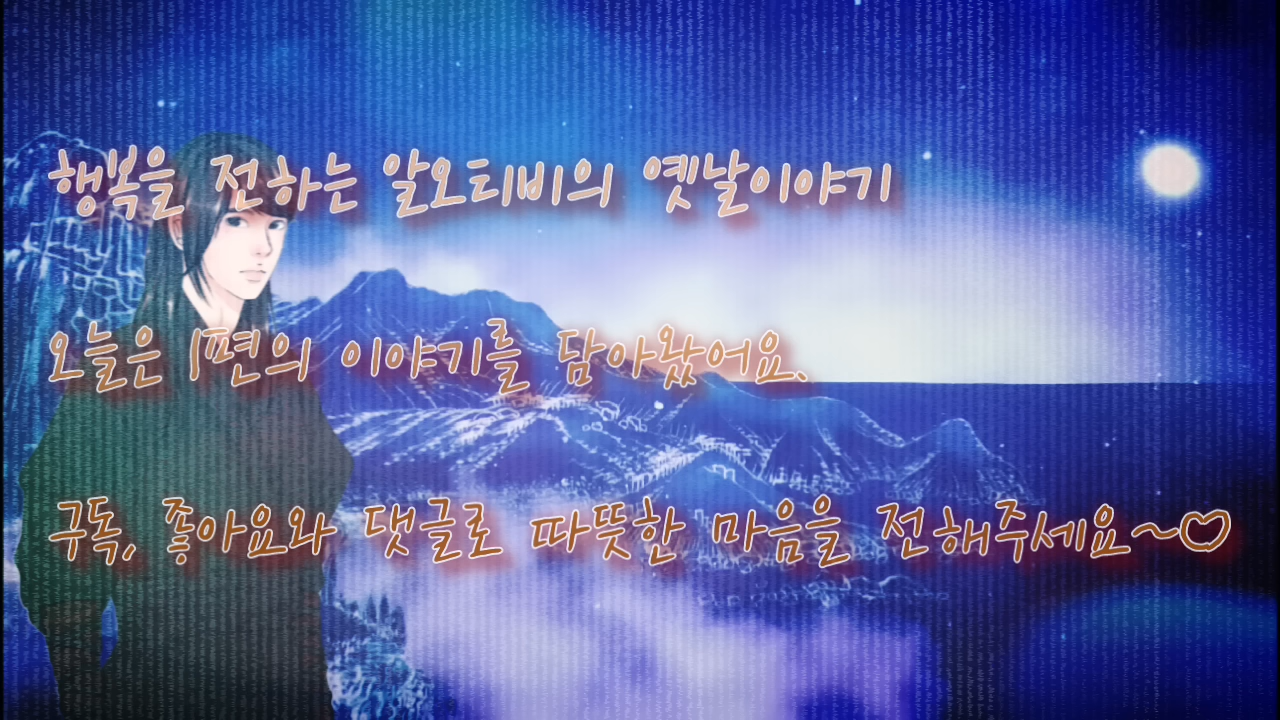 행복을 전하는 알오티비의 옛날이야기
오늘은 1편의 이야기를 담아왔어요.
구독, 좋아요와 댓글로 따뜻한 마음을 전해주세요~♡